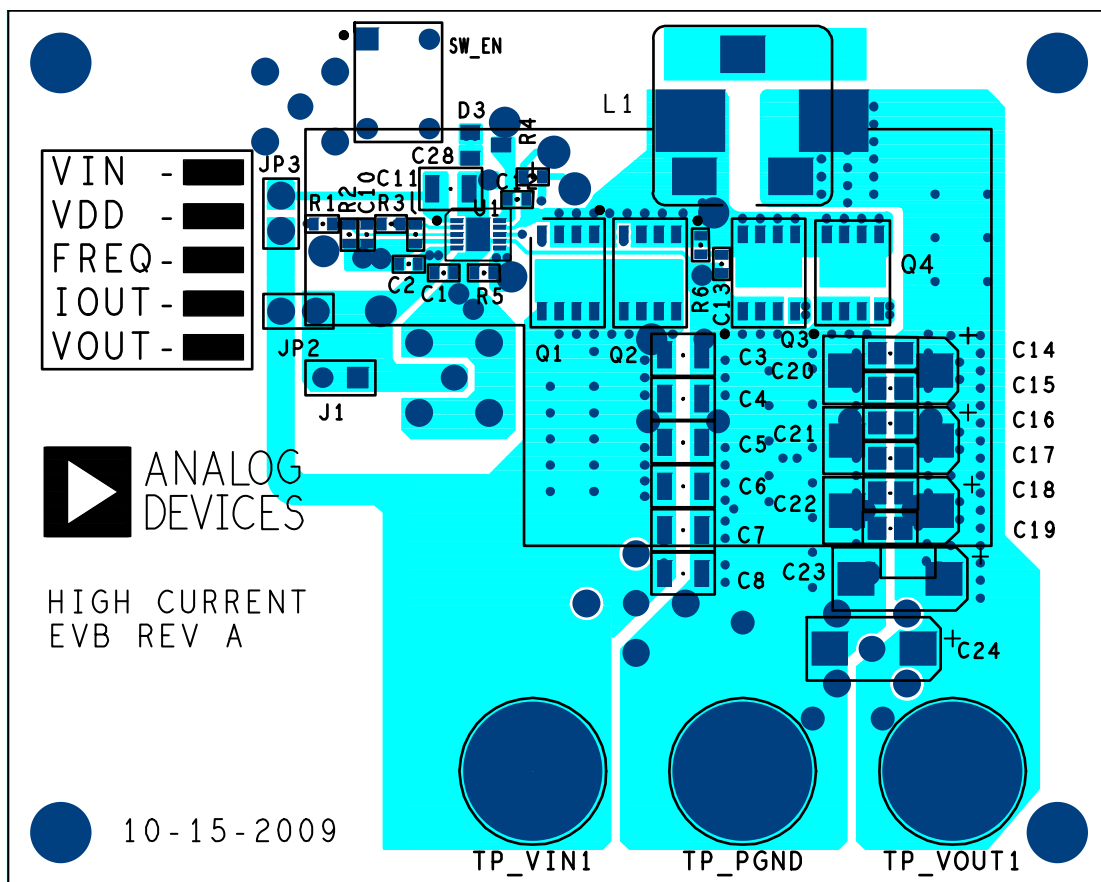 SW_EN
L1
D3
R4
VIN -
JP3
C28
C11
C12
VDD -
R1
R2
C10
R3
U1
FREQ-
C2
C1
R5
R6
C13
Q4
IOUT-
VOUT-
JP2
Q1
Q2
C3
Q3
C20
C14
C15
J1
C4
C16
C5
C21
C17
ANALOG
DEVICES
C6
C22
C18
C7
C19
C8
C23
HIGH CURRENT
EVB REV A
C24
10-15-2009
TP_VIN1
TP_PGND
TP_VOUT1